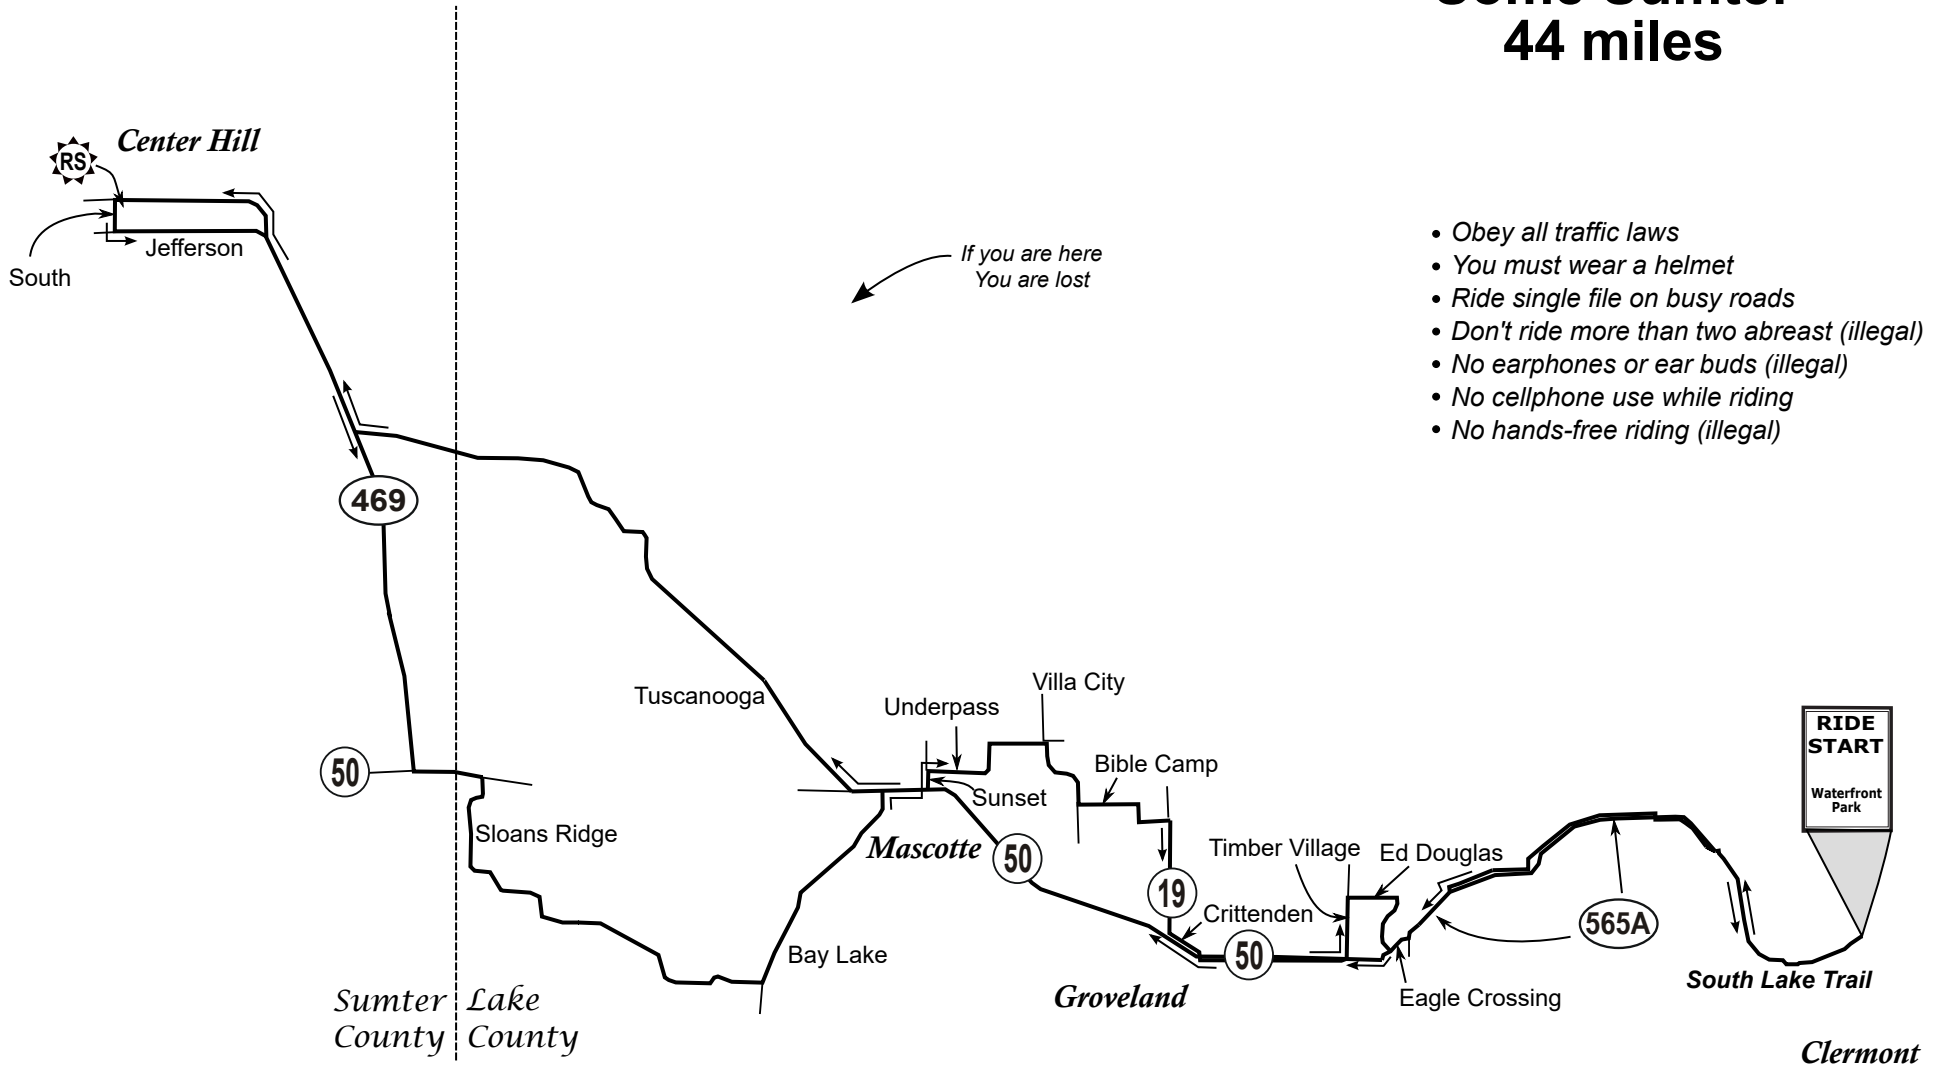 44 miles
Center Hill
RS
Jefferson
South
If you are here
You are lost
• Obey all traffic laws
• You must wear a helmet
• Ride single file on busy roads
• Don't ride more than two abreast (illegal)
• No earphones or ear buds (illegal)
• No cellphone use while riding
• No hands-free riding (illegal)
469
Tuscanooga
Villa City
Underpass
RIDE
START
Waterfront
Park
50
Bible Camp
Sunset
Sloans Ridge
Mascotte
50
Timber Village
Ed Douglas
19
Crittenden
565A
Bay Lake
50
South Lake Trail
Groveland
Eagle Crossing
Sumter
County
Lake
County
Clermont